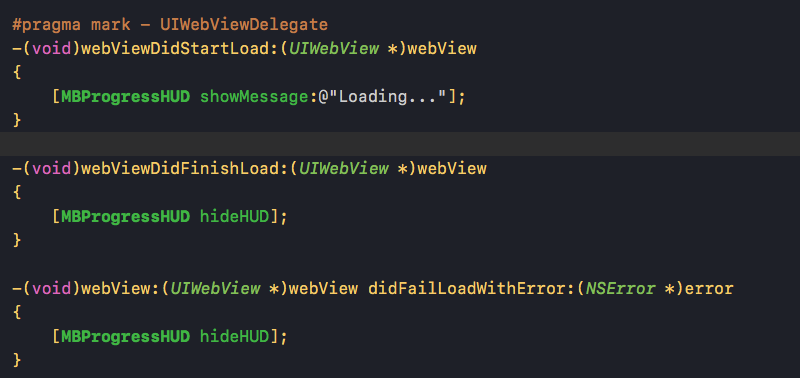 #pragma mark - UIWebViewDelegate
-(void)webViewDidStartLoad:(UIWebView *)webView
{
    [MBProgressHUD showMessage:@"Loading..."];
}
-(void)webViewDidFinishLoad:(UIWebView *)webView
{
    [MBProgressHUD hideHUD];
}
-(void)webView:(UIWebView *)webView didFailLoadWithError:(NSError *)error
{
    [MBProgressHUD hideHUD];
}